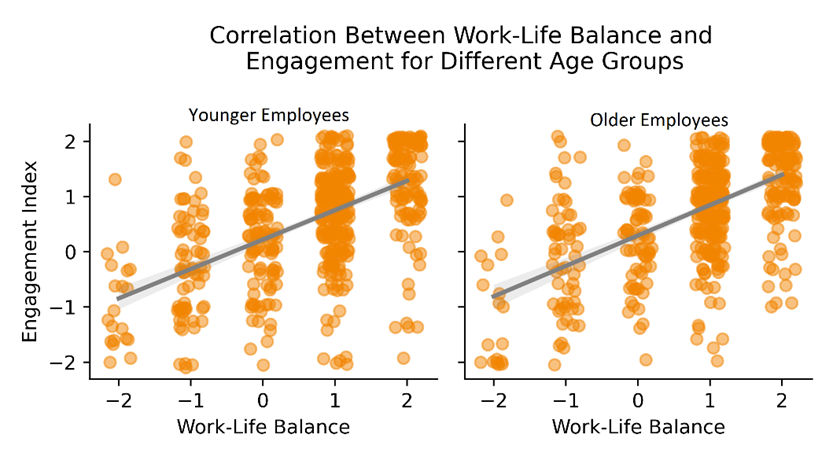 Correlation Between Work-Life Balance and
Engagement for Different Age Groups
Younger Employees
Older Employees
Engagement Index
2
1
0
−1
−2
−2 −1 0 1 2
−2 −1 0 1 2
Work-Life Balance
Work-Life Balance